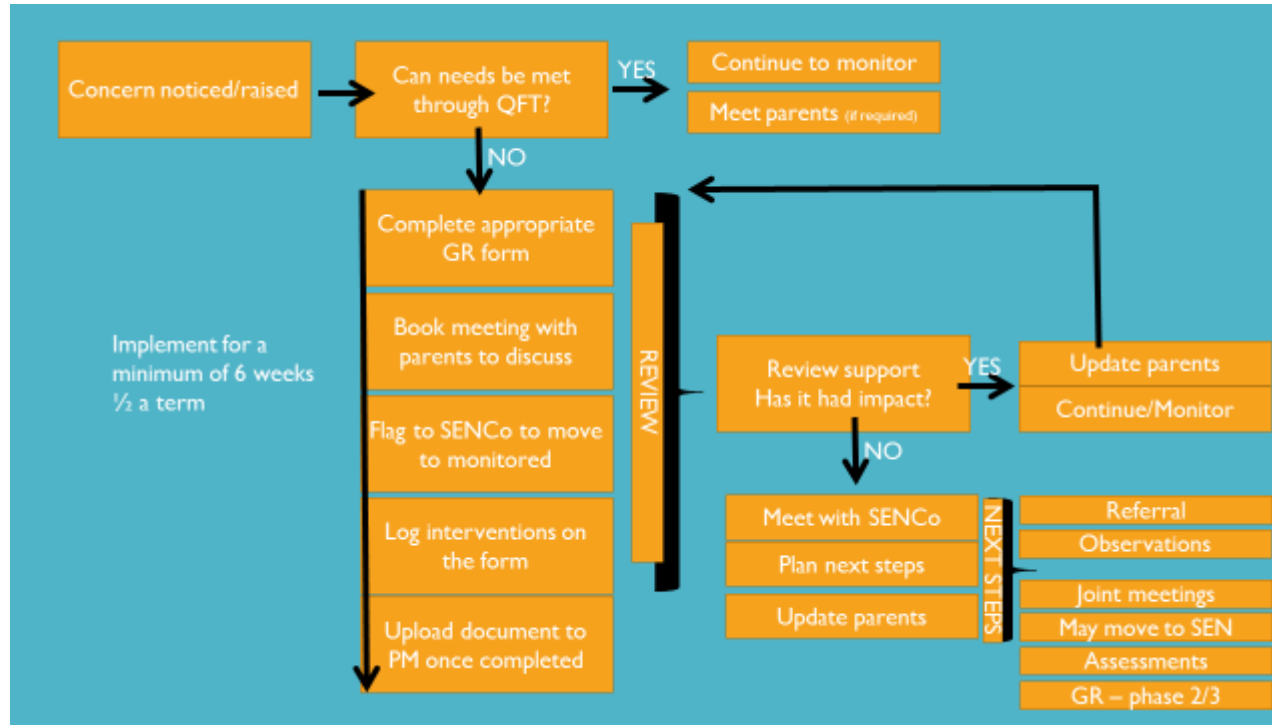 Concern noticed/raised
Can needs be met
through QFT?
YES
Continue to monitor
Meet parents (if required)
NO
Complete appropriate
GR form
Book meeting with
parents to discuss
Flag to SENCo to move
to monitored
Log interventions on
the form
Upload document to
PM once completed
Implement for a
minimum of 6 weeks
½ a term
REVIEW
Review support
Has it had impact?
YES
Update parents
Continue/Monitor
NO
Meet with SENCo
Plan next steps
Update parents
NEXT STEPS
Referral
Observations
Joint meetings
May move to SEN
Assessments
GR – phase 2/3